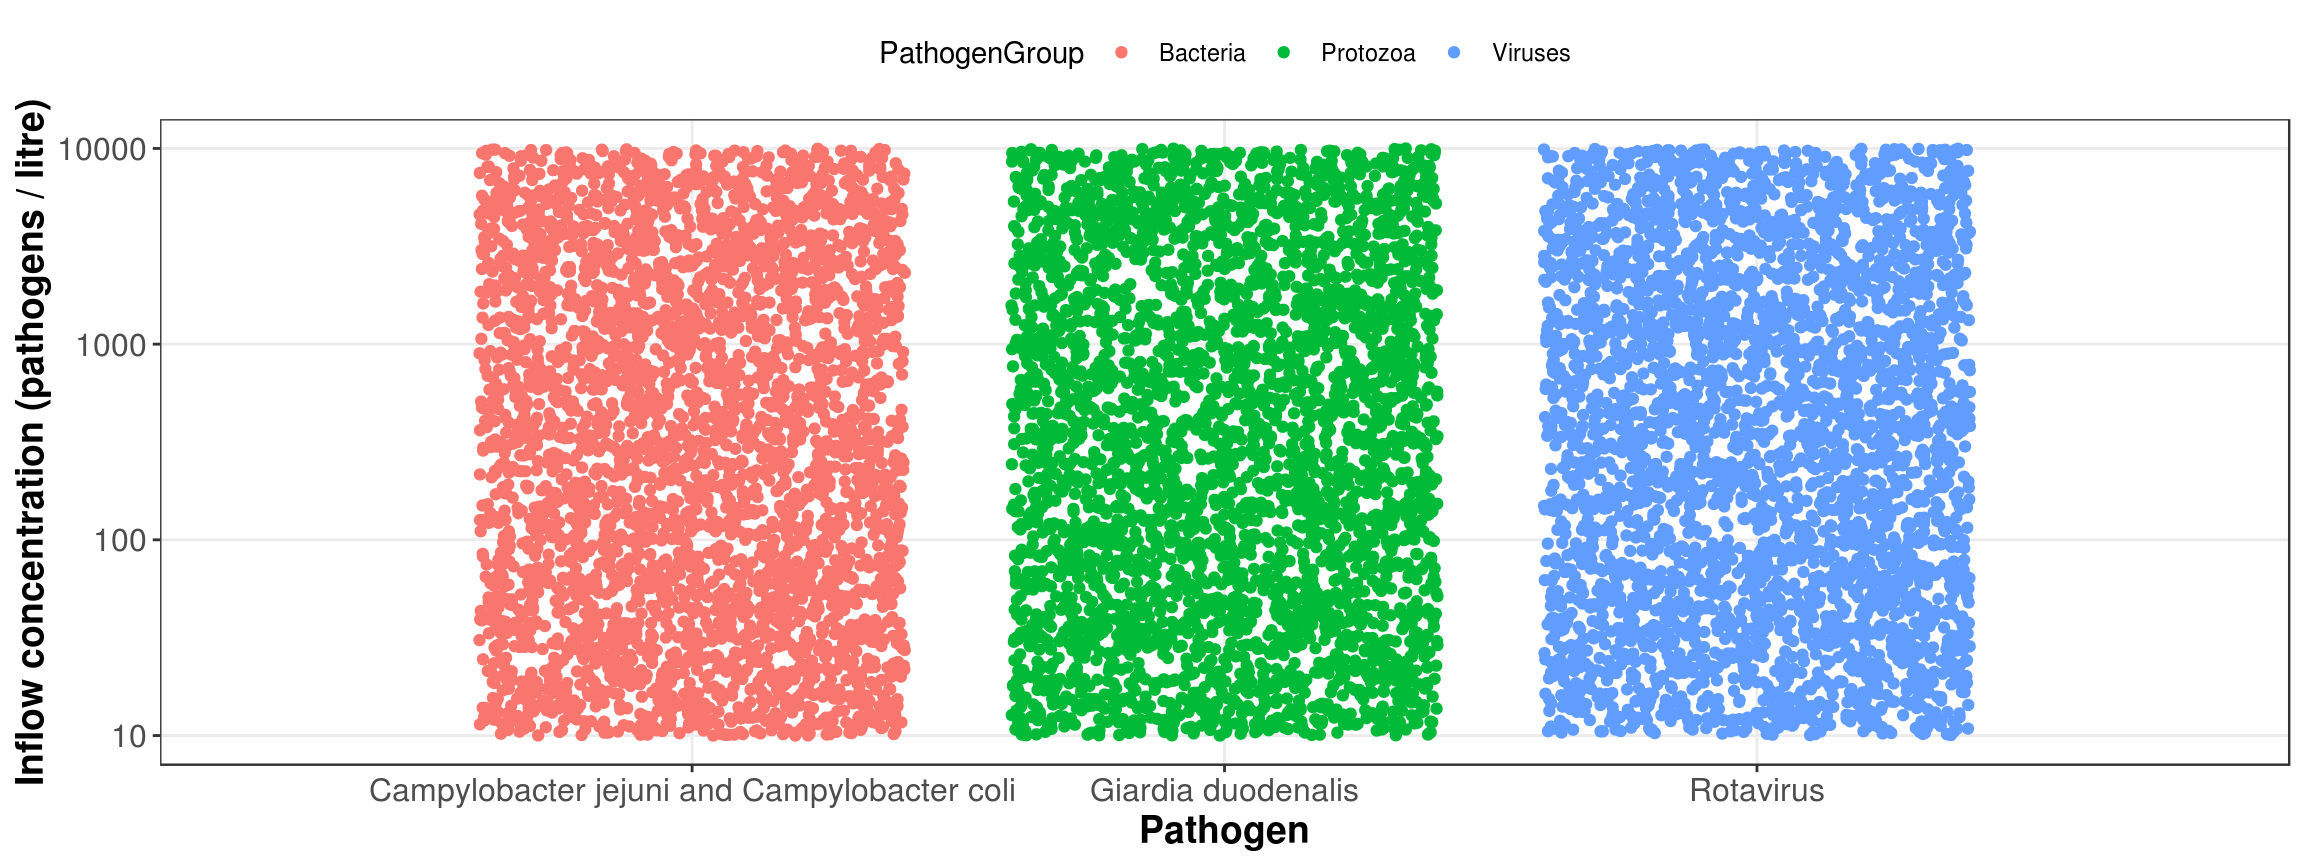 PathogenGroup Bacteria Protozoa Viruses
Inflow concentration (pathogens / litre)
10000
1000
100
10
Campylobacter jejuni and Campylobacter coli Giardia duodenalis Rotavirus
Pathogen